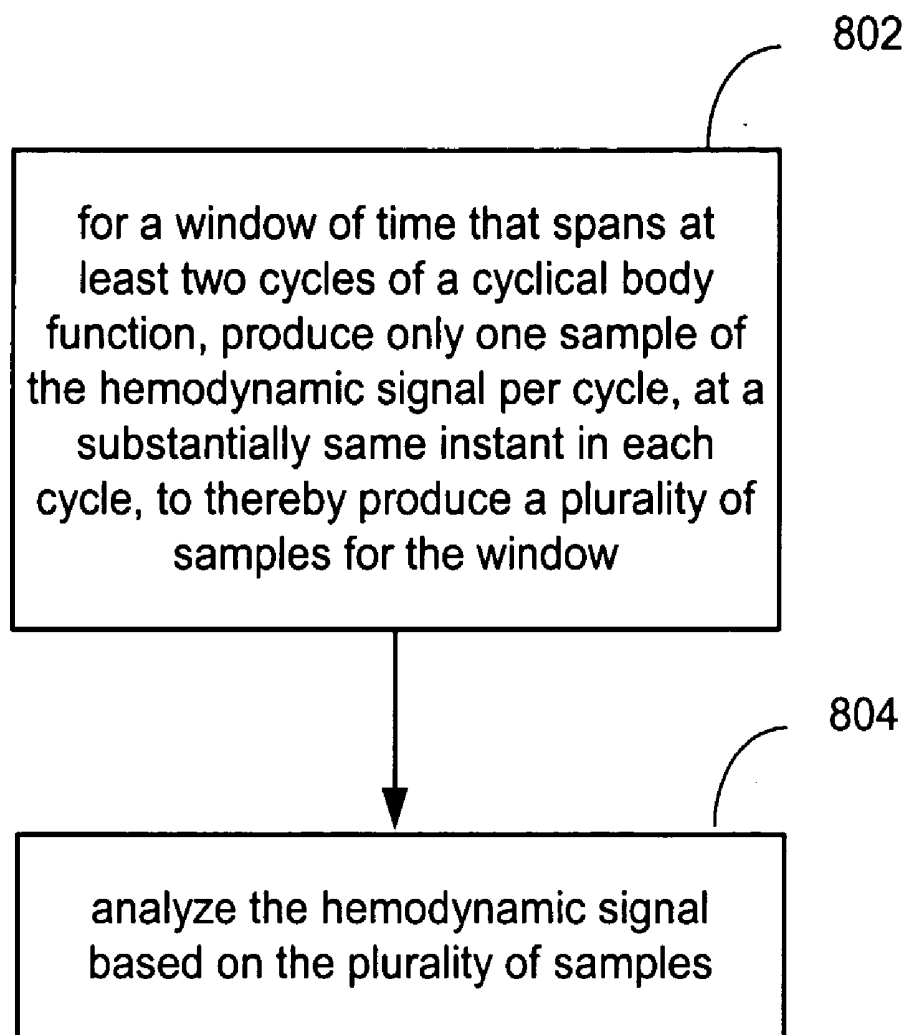 802
for a window of time that spans at
least two cycles of a cyclical body
function, produce only one sample of
the hemodynamic signal per cycle, at a
substantially same instant in each
cycle, to thereby produce a plurality of
samples for the window
804
analyze the hemodynamic signal
based on the plurality of samples